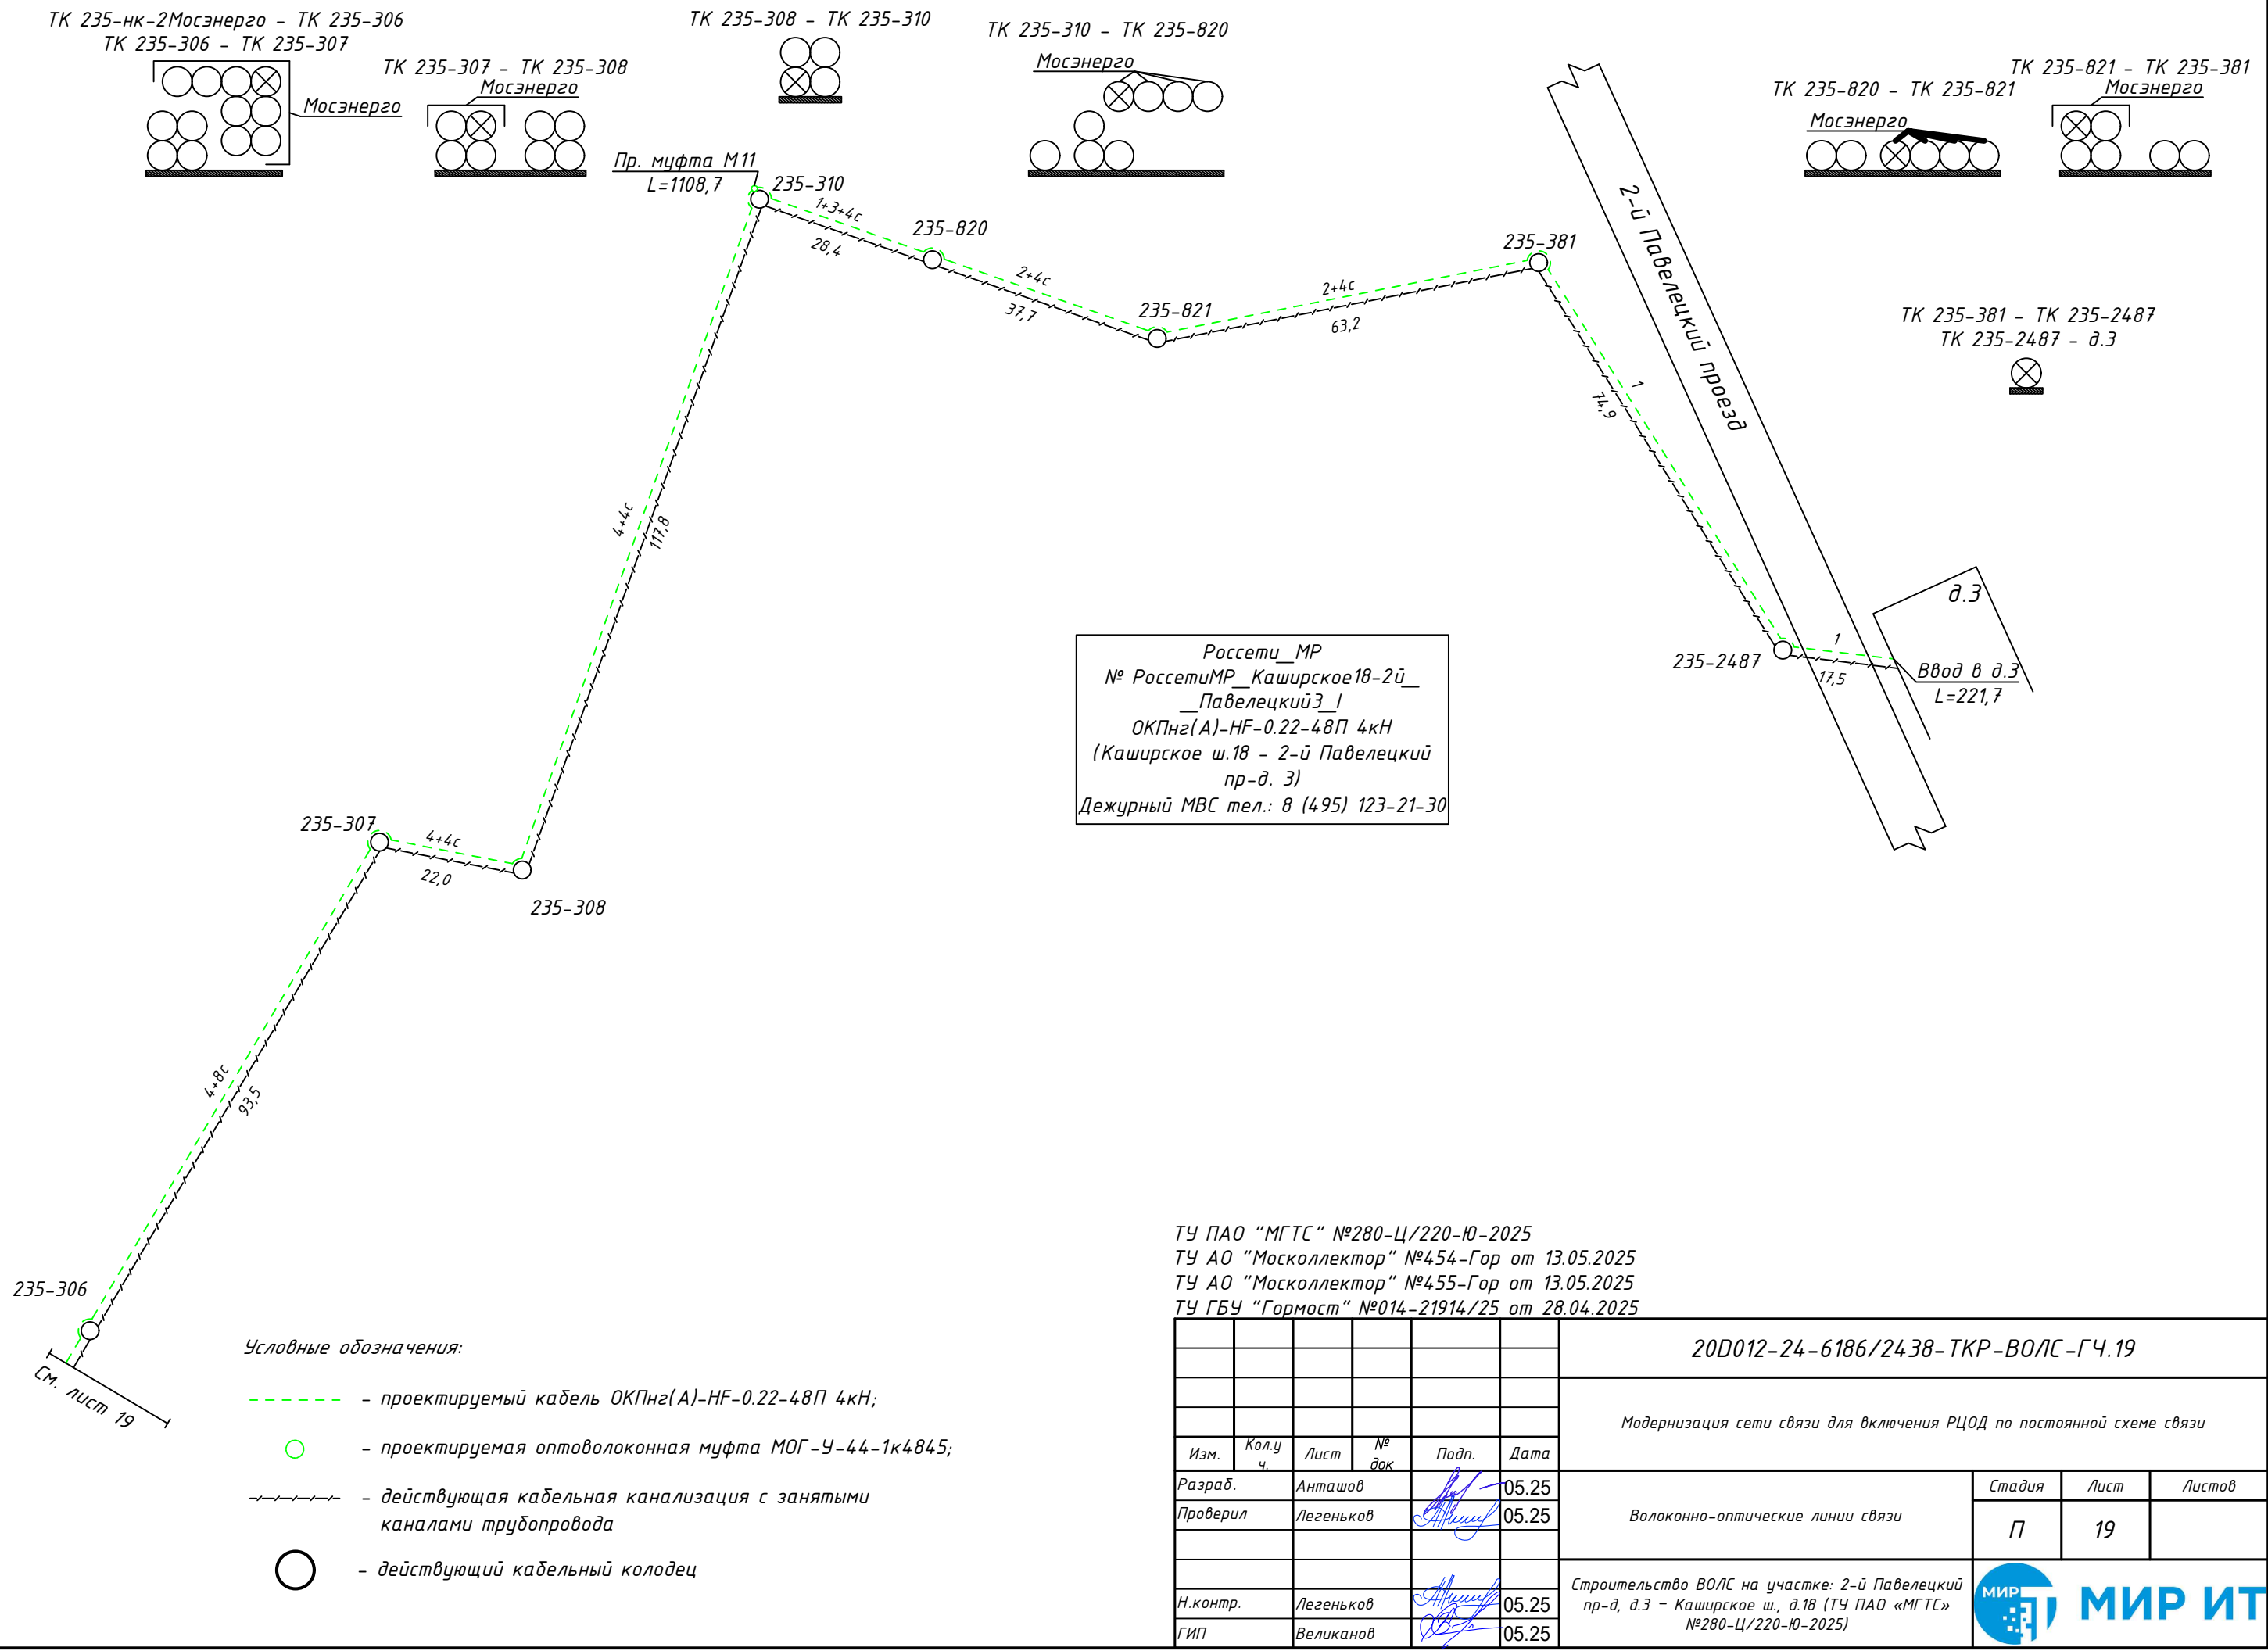 ТК 235-нк-2Мосэнерго - ТК 235-306
ТК 235-306 - ТК 235-307
Мосэнерго
ТК 235-307 - ТК 235-308
Мосэнерго
ТК 235-308 - ТК 235-310
ТК 235-310 - ТК 235-820
Мосэнерго
ТК 235-820 - ТК 235-821
Мосэнерго
ТК 235-821 - ТК 235-381
Мосэнерго
ТК 235-381 - ТК 235-2487
ТК 235-2487 - д.3
Пр. муфта М11
L=1108,7
235-310
1+3+4с
28,4
235-820
2+4с
37,7
235-821
2+4с
63,2
235-381
2-й Павелецкий проезд
1
74,9
4+4с
117,8
д.3
235-2487
1
17,5
Ввод в д.3
L=221,7
Россети_МР
№ РоссетиМР_Каширское18-2й_
_Павелецкий3_I
ОКПнг(А)-HF-0.22-48П 4кН
(Каширское ш.18 - 2-й Павелецкий
пр-д. 3)
Дежурный МВС тел.: 8 (495) 123-21-30
235-307
4+4с
22,0
235-308
4+8с
93,5
235-306
См. лист 19
Условные обозначения:
- проектируемый кабель ОКПнг(А)-HF-0.22-48П 4кН;
- проектируемая оптоволоконная муфта МОГ-У-44-1к4845;
- действующая кабельная канализация с занятыми
каналами трубопровода
- действующий кабельный колодец
ТУ ПАО "МГТС" №280-Ц/220-Ю-2025
ТУ АО "Москоллектор" №454-Гор от 13.05.2025
ТУ АО "Москоллектор" №455-Гор от 13.05.2025
ТУ ГБУ "Гормост" №014-21914/25 от 28.04.2025
20D012-24-6186/2438-ТКР-ВОЛС-ГЧ.19
Модернизация сети связи для включения РЦОД по постоянной схеме связи
Изм. Кол.уч. Лист № док Подп. Дата
Разраб. Анташов 05.25
Проверил Легеньков 05.25
Н.контр. Легеньков 05.25
ГИП Великанов 05.25
Волоконно-оптические линии связи
Стадия Лист Листов
П 19
Строительство ВОЛС на участке: 2-й Павелецкий
пр-д, д.3 – Каширское ш., д.18 (ТУ ПАО «МГТС»
№280-Ц/220-Ю-2025)
МИР
МИР ИТ